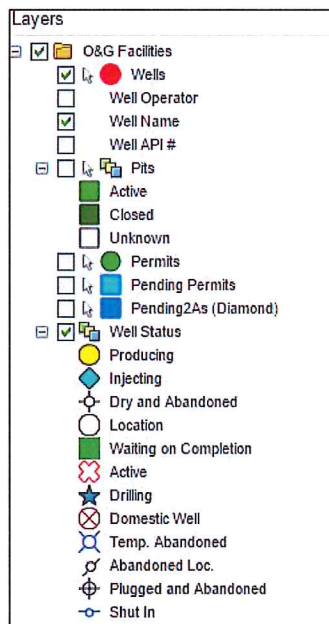 Layers
O&G Facilities
Wells
Well Operator
Well Name
Well API #
Pits
Active
Closed
Unknown
Permits
Pending Permits
Pending2As (Diamond)
Well Status
Producing
Injecting
Dry and Abandoned
Location
Waiting on Completion
Active
Drilling
Domestic Well
Temp. Abandoned
Abandoned Loc.
Plugged and Abandoned
Shut In